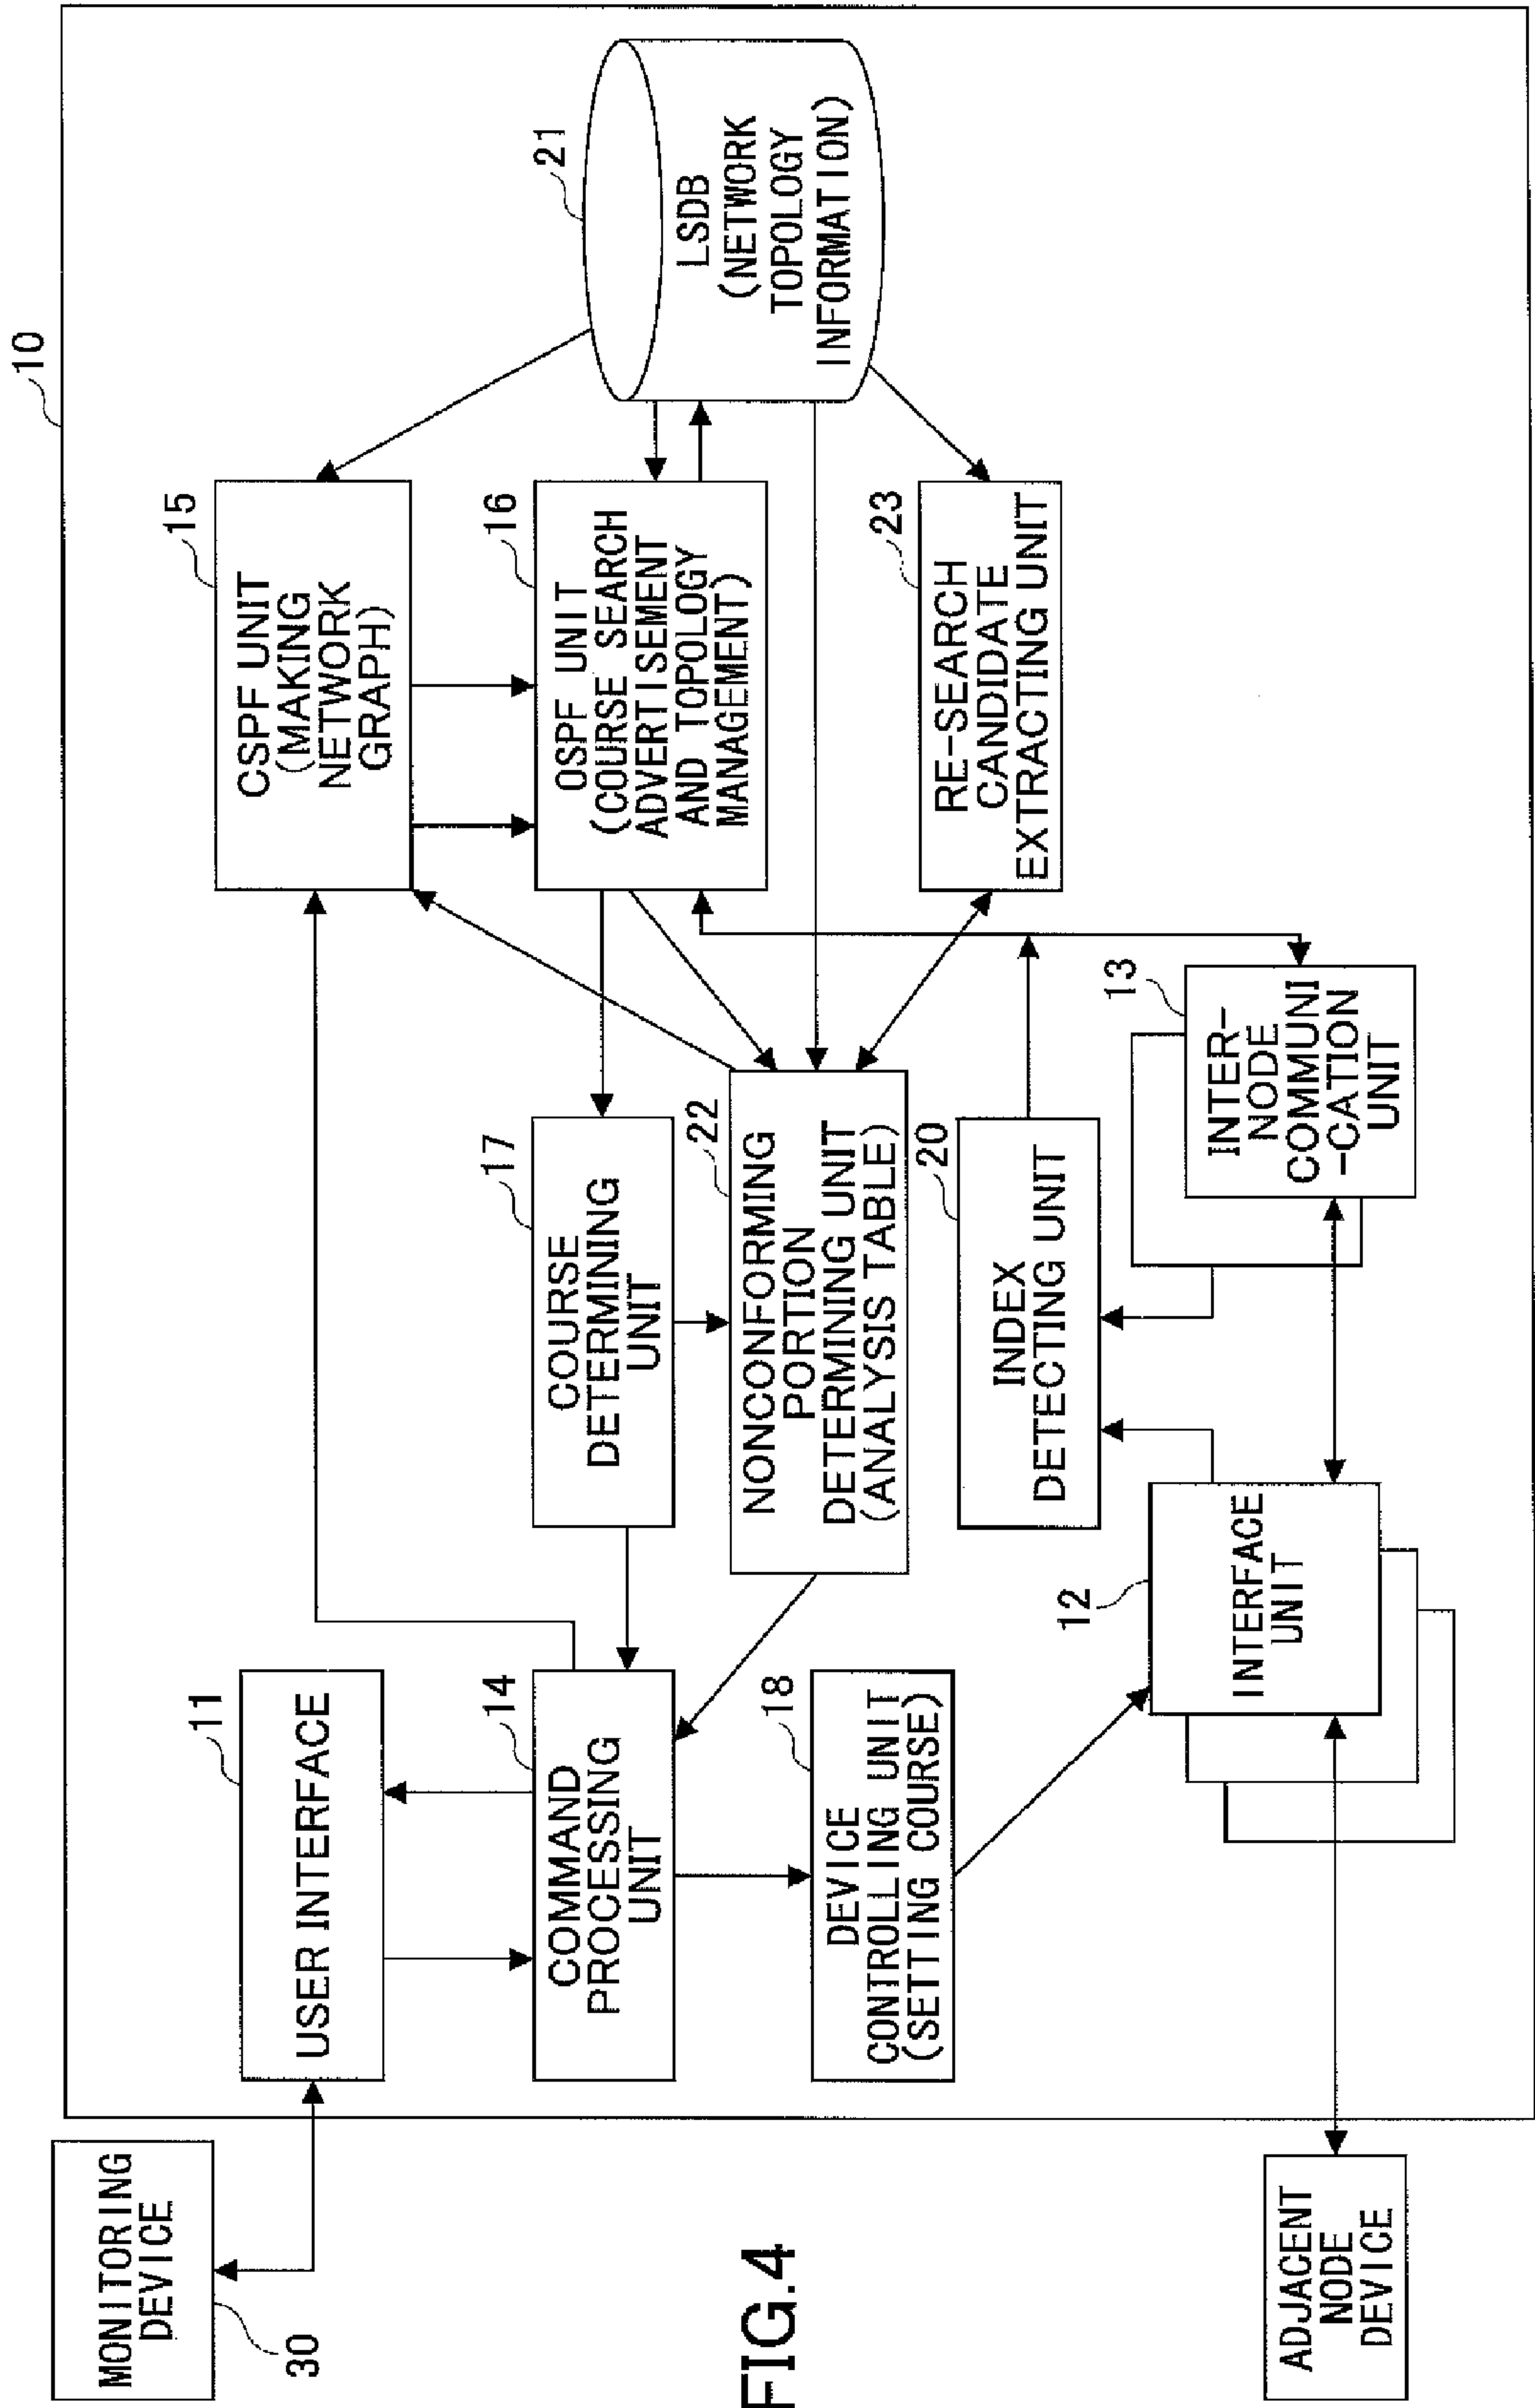 FIG.4
MONITORING
DEVICE
30
10
11
USER INTERFACE
15
CSPF UNIT
(MAKING
NETWORK
GRAPH)
14
COMMAND
PROCESSING
UNIT
17
COURSE
DETERMINING
UNIT
16
OSPF UNIT
(COURSE SEARCH
ADVERTISEMENT
AND TOPOLOGY
MANAGEMENT)
21
LSDB
(NETWORK
TOPOLOGY
INFORMATION)
18
DEVICE
CONTROLLING UNIT
(SETTING COURSE)
22
NONCONFORMING
PORTION
DETERMINING UNIT
(ANALYSIS TABLE)
23
RE-SEARCH
CANDIDATE
EXTRACTING UNIT
20
INDEX
DETECTING UNIT
12
INTERFACE
UNIT
13
INTER-
NODE
COMMUNI
-CATION
UNIT
ADJACENT
NODE
DEVICE